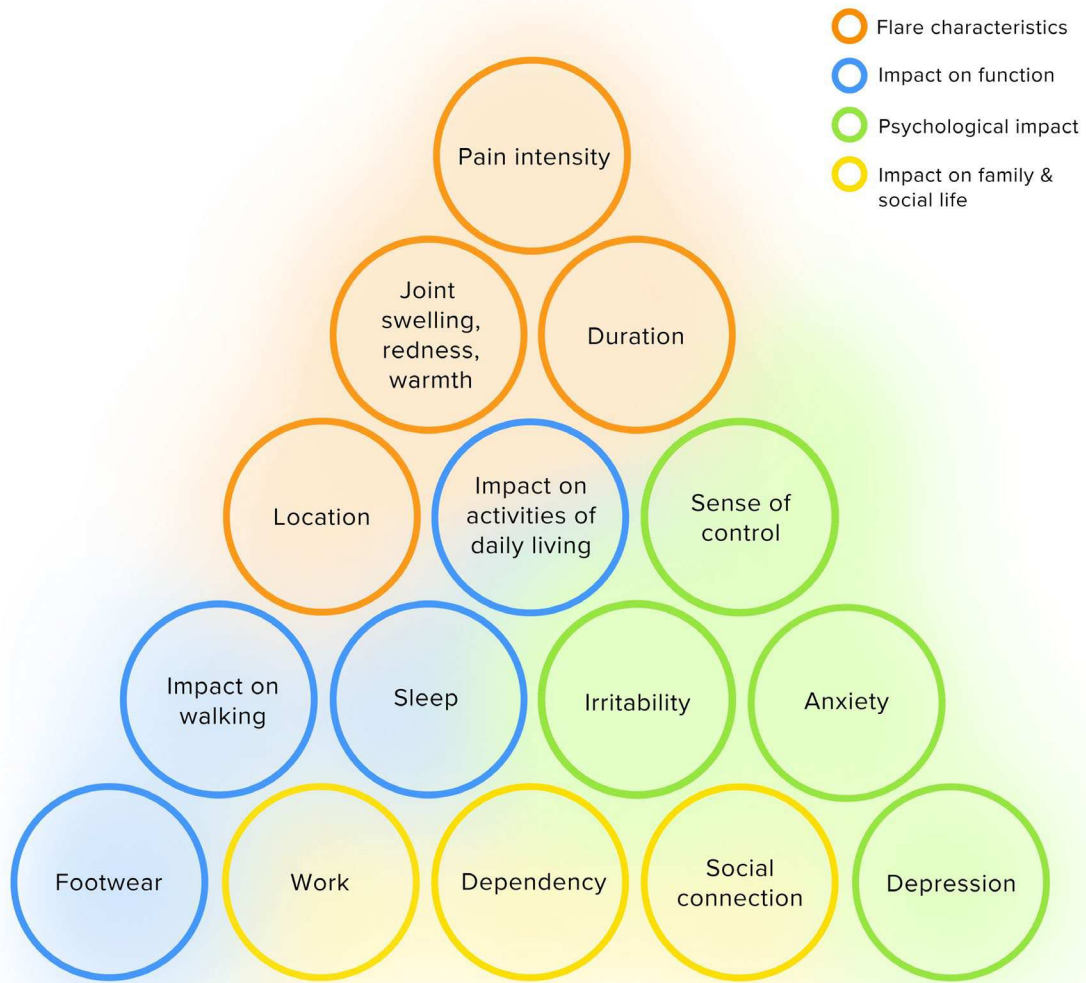 Flare characteristics
Impact on function
Psychological impact
Impact on family &
social life
Pain intensity
Joint
swelling,
redness,
warmth
Duration
Location
Impact on
activities of
daily living
Sense of
control
Impact on
walking
Sleep
Irritability
Anxiety
Footwear
Work
Dependency
Social
connection
Depression